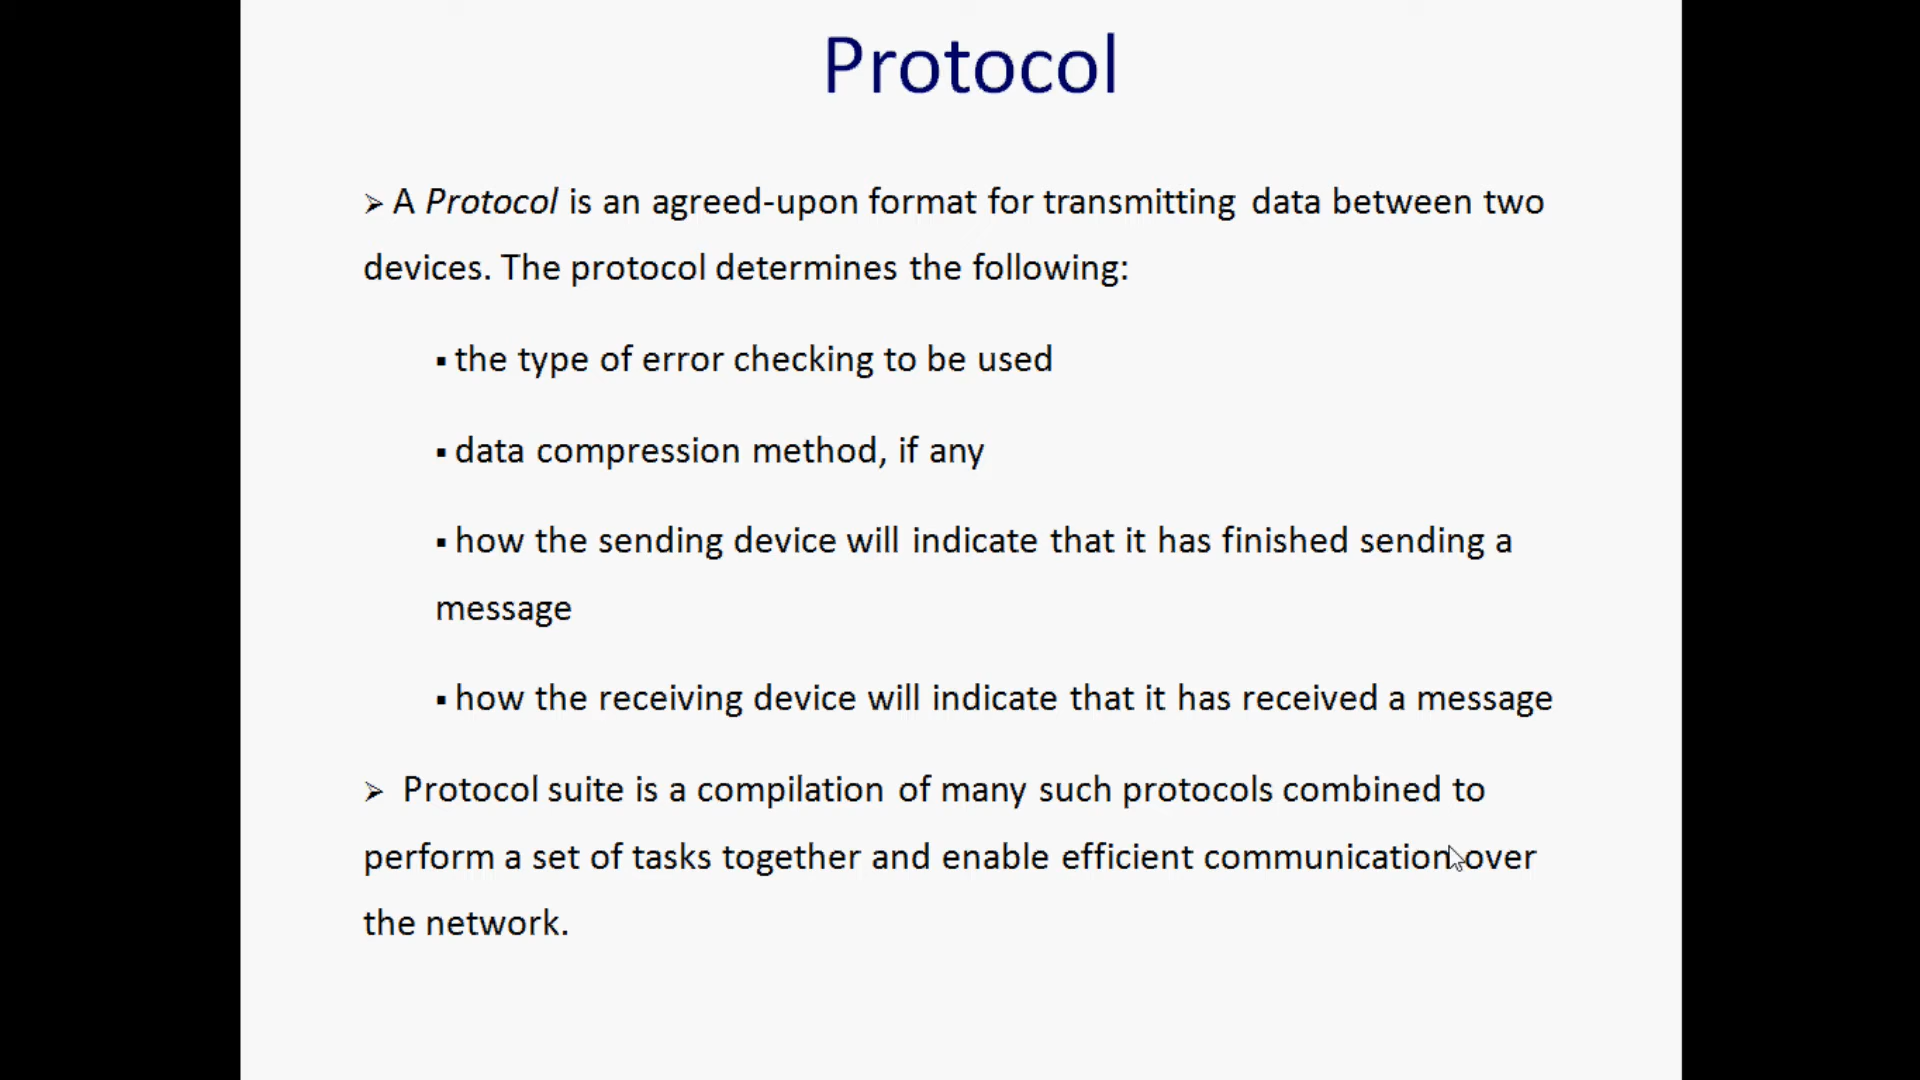 Protocol
➢ A Protocol is an agreed-upon format for transmitting data between two
devices. The protocol determines the following:
▪ the type of error checking to be used
▪ data compression method, if any
▪ how the sending device will indicate that it has finished sending a
message
▪ how the receiving device will indicate that it has received a message
➢ Protocol suite is a compilation of many such protocols combined to
perform a set of tasks together and enable efficient communication over
the network.